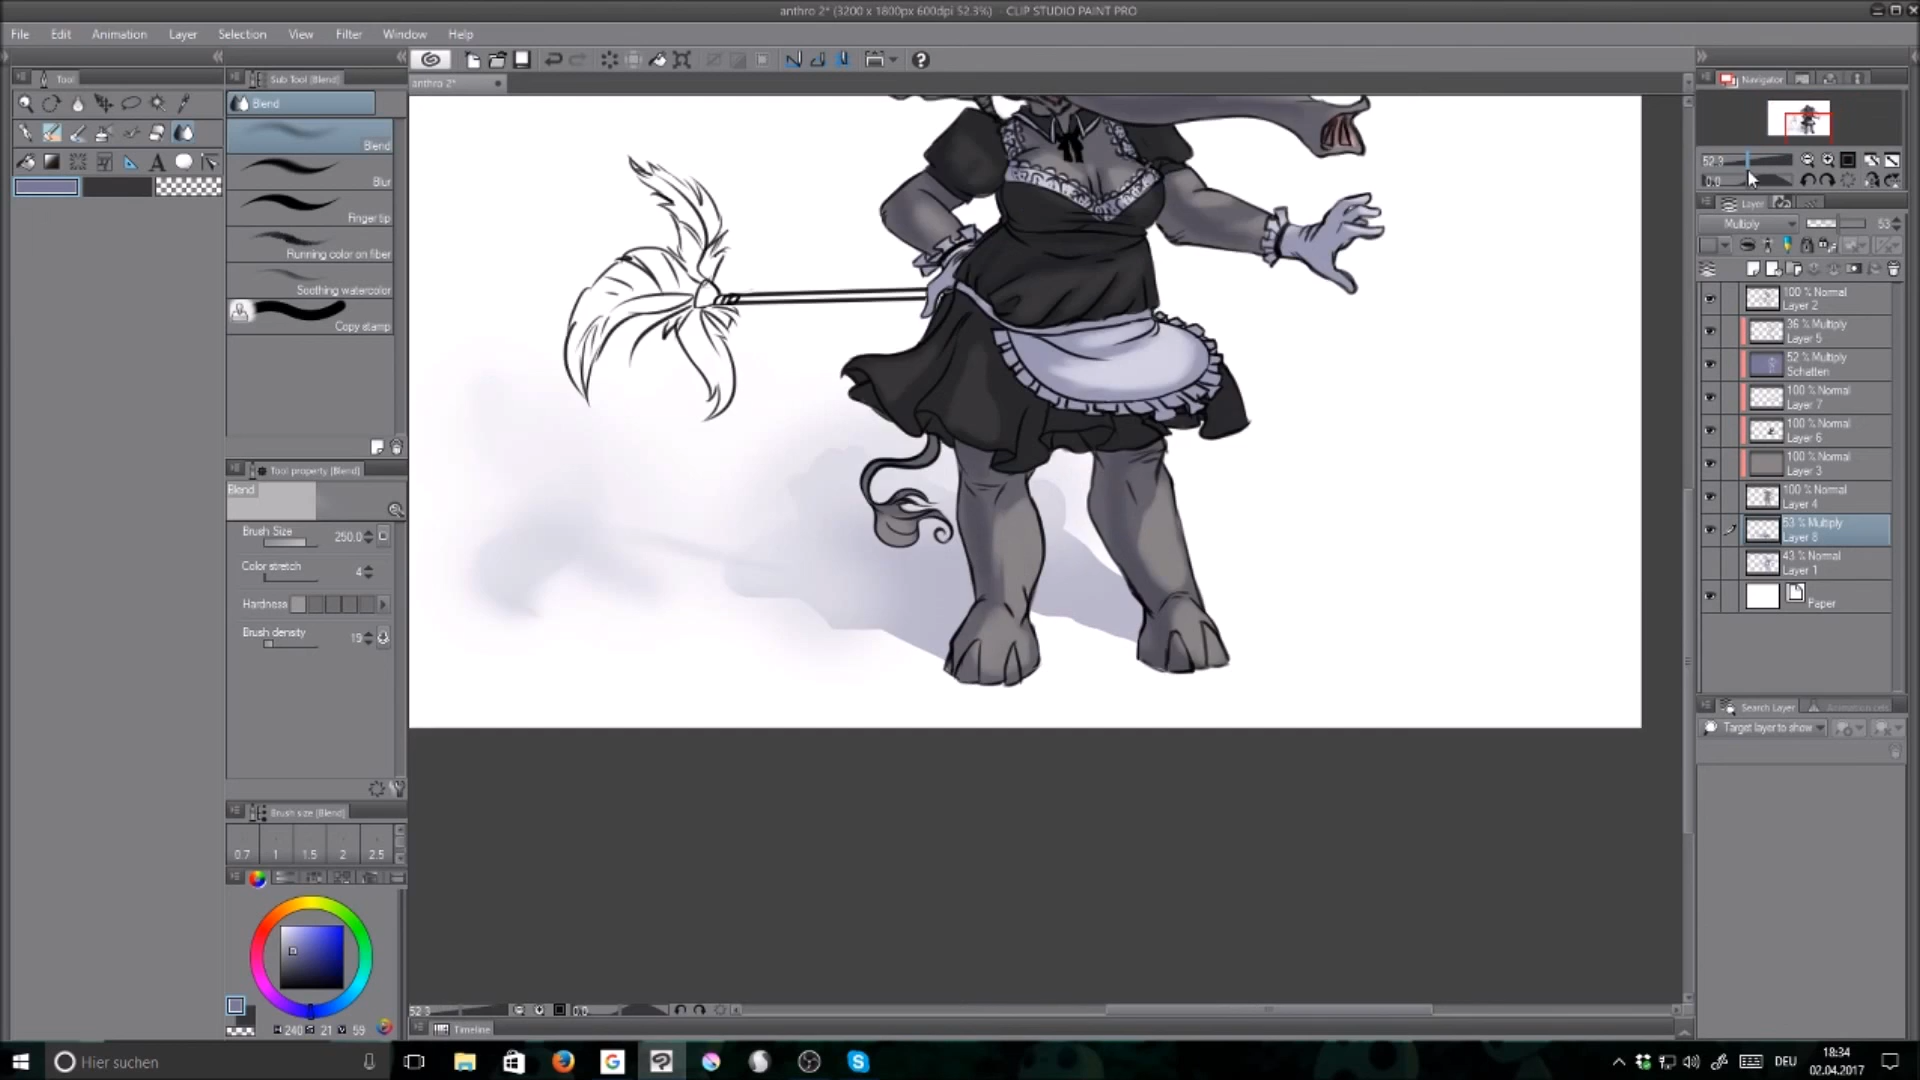 anthro 2* (3200 x 1800px 600dpi 52.3%) - CLIP STUDIO PAINT PRO
File Edit Animation Layer Selection View Filter Window Help
Tool
Sub Tool [Blend]
anthro 2*
Navigator
Blend
Blend
Blur
Finger tip
Running color on fiber
Soothing watercolor
Copy stamp
Tool property [Blend]
Blend
Brush Size 250.0
Color stretch 4
Hardness
Brush density 19
Brush size [Blend]
0.7 1 1.5 2 2.5
H 240 S 21 V 59
52.3
0.0
Layer
Multiply 53
100 % Normal
Layer 2
36 % Multiply
Layer 5
52 % Multiply
Schatten
100 % Normal
Layer 7
100 % Normal
Layer 6
100 % Normal
Layer 3
100 % Normal
Layer 4
53 % Multiply
Layer 8
43 % Normal
Layer 1
Paper
Search Layer Animation cels
Target layer to show
52.3 0.0
Timeline
Hier suchen
DEU
18:34
02.04.2017